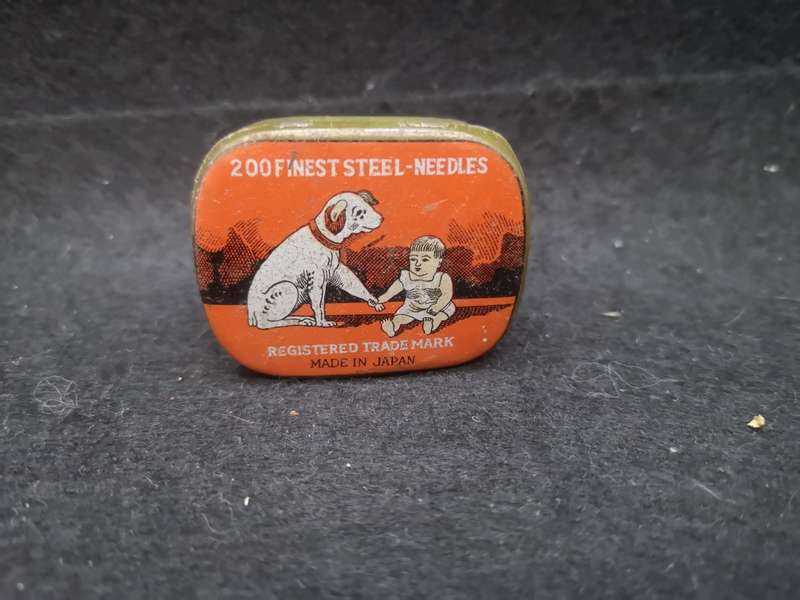 200 FINEST STEEL-NEEDLES
REGISTERED TRADE MARK
MADE IN JAPAN